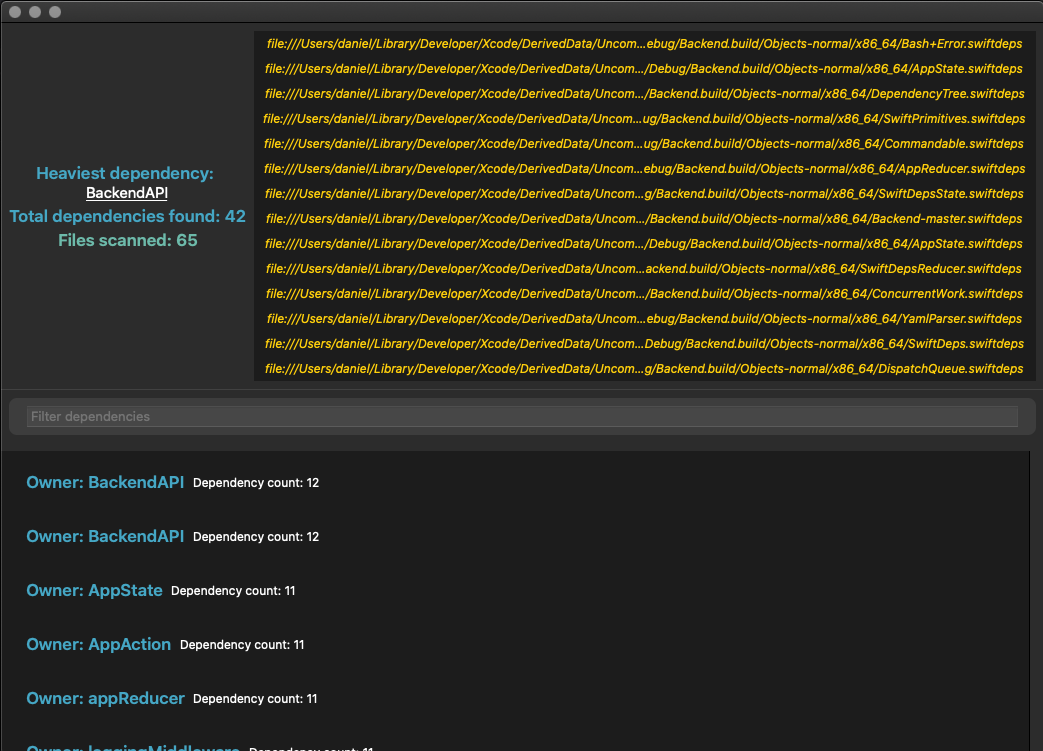 Heaviest dependency:
BackendAPI
Total dependencies found: 42
Files scanned: 65
file:///Users/daniel/Library/Developer/Xcode/DerivedData/Uncom...ebug/Backend.build/Objects-normal/x86_64/Bash+Error.swiftdeps
file:///Users/daniel/Library/Developer/Xcode/DerivedData/Uncom.../Debug/Backend.build/Objects-normal/x86_64/AppState.swiftdeps
file:///Users/daniel/Library/Developer/Xcode/DerivedData/Uncom.../Backend.build/Objects-normal/x86_64/DependencyTree.swiftdeps
file:///Users/daniel/Library/Developer/Xcode/DerivedData/Uncom...ug/Backend.build/Objects-normal/x86_64/SwiftPrimitives.swiftdeps
file:///Users/daniel/Library/Developer/Xcode/DerivedData/Uncom...ug/Backend.build/Objects-normal/x86_64/Commandable.swiftdeps
file:///Users/daniel/Library/Developer/Xcode/DerivedData/Uncom...ebug/Backend.build/Objects-normal/x86_64/AppReducer.swiftdeps
file:///Users/daniel/Library/Developer/Xcode/DerivedData/Uncom...g/Backend.build/Objects-normal/x86_64/SwiftDepsState.swiftdeps
file:///Users/daniel/Library/Developer/Xcode/DerivedData/Uncom.../Backend.build/Objects-normal/x86_64/Backend-master.swiftdeps
file:///Users/daniel/Library/Developer/Xcode/DerivedData/Uncom.../Debug/Backend.build/Objects-normal/x86_64/AppState.swiftdeps
file:///Users/daniel/Library/Developer/Xcode/DerivedData/Uncom...ackend.build/Objects-normal/x86_64/SwiftDepsReducer.swiftdeps
file:///Users/daniel/Library/Developer/Xcode/DerivedData/Uncom.../Backend.build/Objects-normal/x86_64/ConcurrentWork.swiftdeps
file:///Users/daniel/Library/Developer/Xcode/DerivedData/Uncom...ebug/Backend.build/Objects-normal/x86_64/YamlParser.swiftdeps
file:///Users/daniel/Library/Developer/Xcode/DerivedData/Uncom...Debug/Backend.build/Objects-normal/x86_64/SwiftDeps.swiftdeps
file:///Users/daniel/Library/Developer/Xcode/DerivedData/Uncom...g/Backend.build/Objects-normal/x86_64/DispatchQueue.swiftdeps
Filter dependencies
Owner: BackendAPI Dependency count: 12
Owner: BackendAPI Dependency count: 12
Owner: AppState Dependency count: 11
Owner: AppAction Dependency count: 11
Owner: appReducer Dependency count: 11
Owner: loggingMiddleware Dependency count: 11